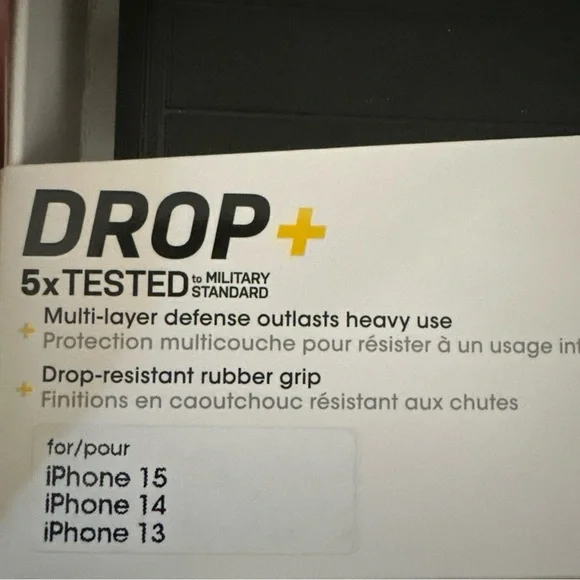 DROP+
5xTESTED to MILITARY STANDARD
+ Multi-layer defense outlasts heavy use
Protection multicouche pour résister à un usage
+ Drop-resistant rubber grip
Finitions en caoutchouc résistant aux chutes
for/pour
iPhone 15
iPhone 14
iPhone 13